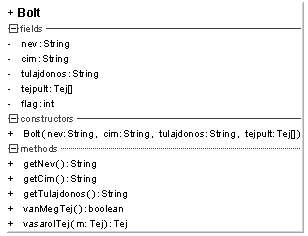 + Bolt
fields
- nev:String
- cim:String
- tulajdonos:String
- tejpult:Tej[]
- flag:int
constructors
+ Bolt(nev:String, cim:String, tulajdonos:String, tejpult:Tej[])
methods
+ getNev():String
+ getCim():String
+ getTulajdonos():String
+ vanMegTej():boolean
+ vasarolTej(m:Tej):Tej